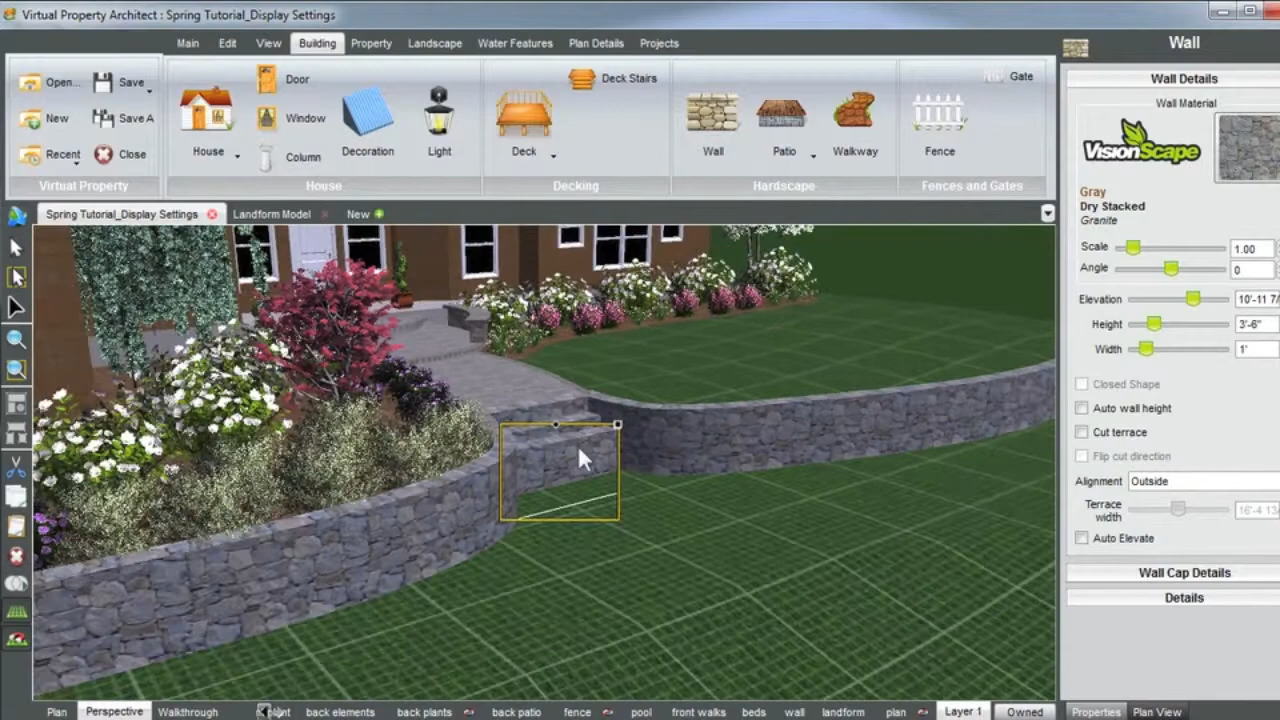 Virtual Property Architect : Spring Tutorial_Display Settings
Main Edit View Building Property Landscape Water Features Plan Details Projects
Open... Save
New Save A
Recent Close
Virtual Property
House Door Window Column Decoration Light
House
Deck Deck Stairs
Decking
Wall Patio Walkway
Hardscape
Fence Gate
Fences and Gates
Spring Tutorial_Display Settings Landform Model New
Wall
Wall Details
Wall Material
VisionScape
Gray
Dry Stacked
Granite
Scale 1.00
Angle 0
Elevation 10'-11 7/
Height 3'-6"
Width 1'
Closed Shape
Auto wall height
Cut terrace
Flip cut direction
Alignment Outside
Terrace width 16'-4 13
Auto Elevate
Wall Cap Details
Details
Plan Perspective Walkthrough back elements back plants back patio fence pool front walks beds wall landform plan Layer 1 Owned Properties Plan View